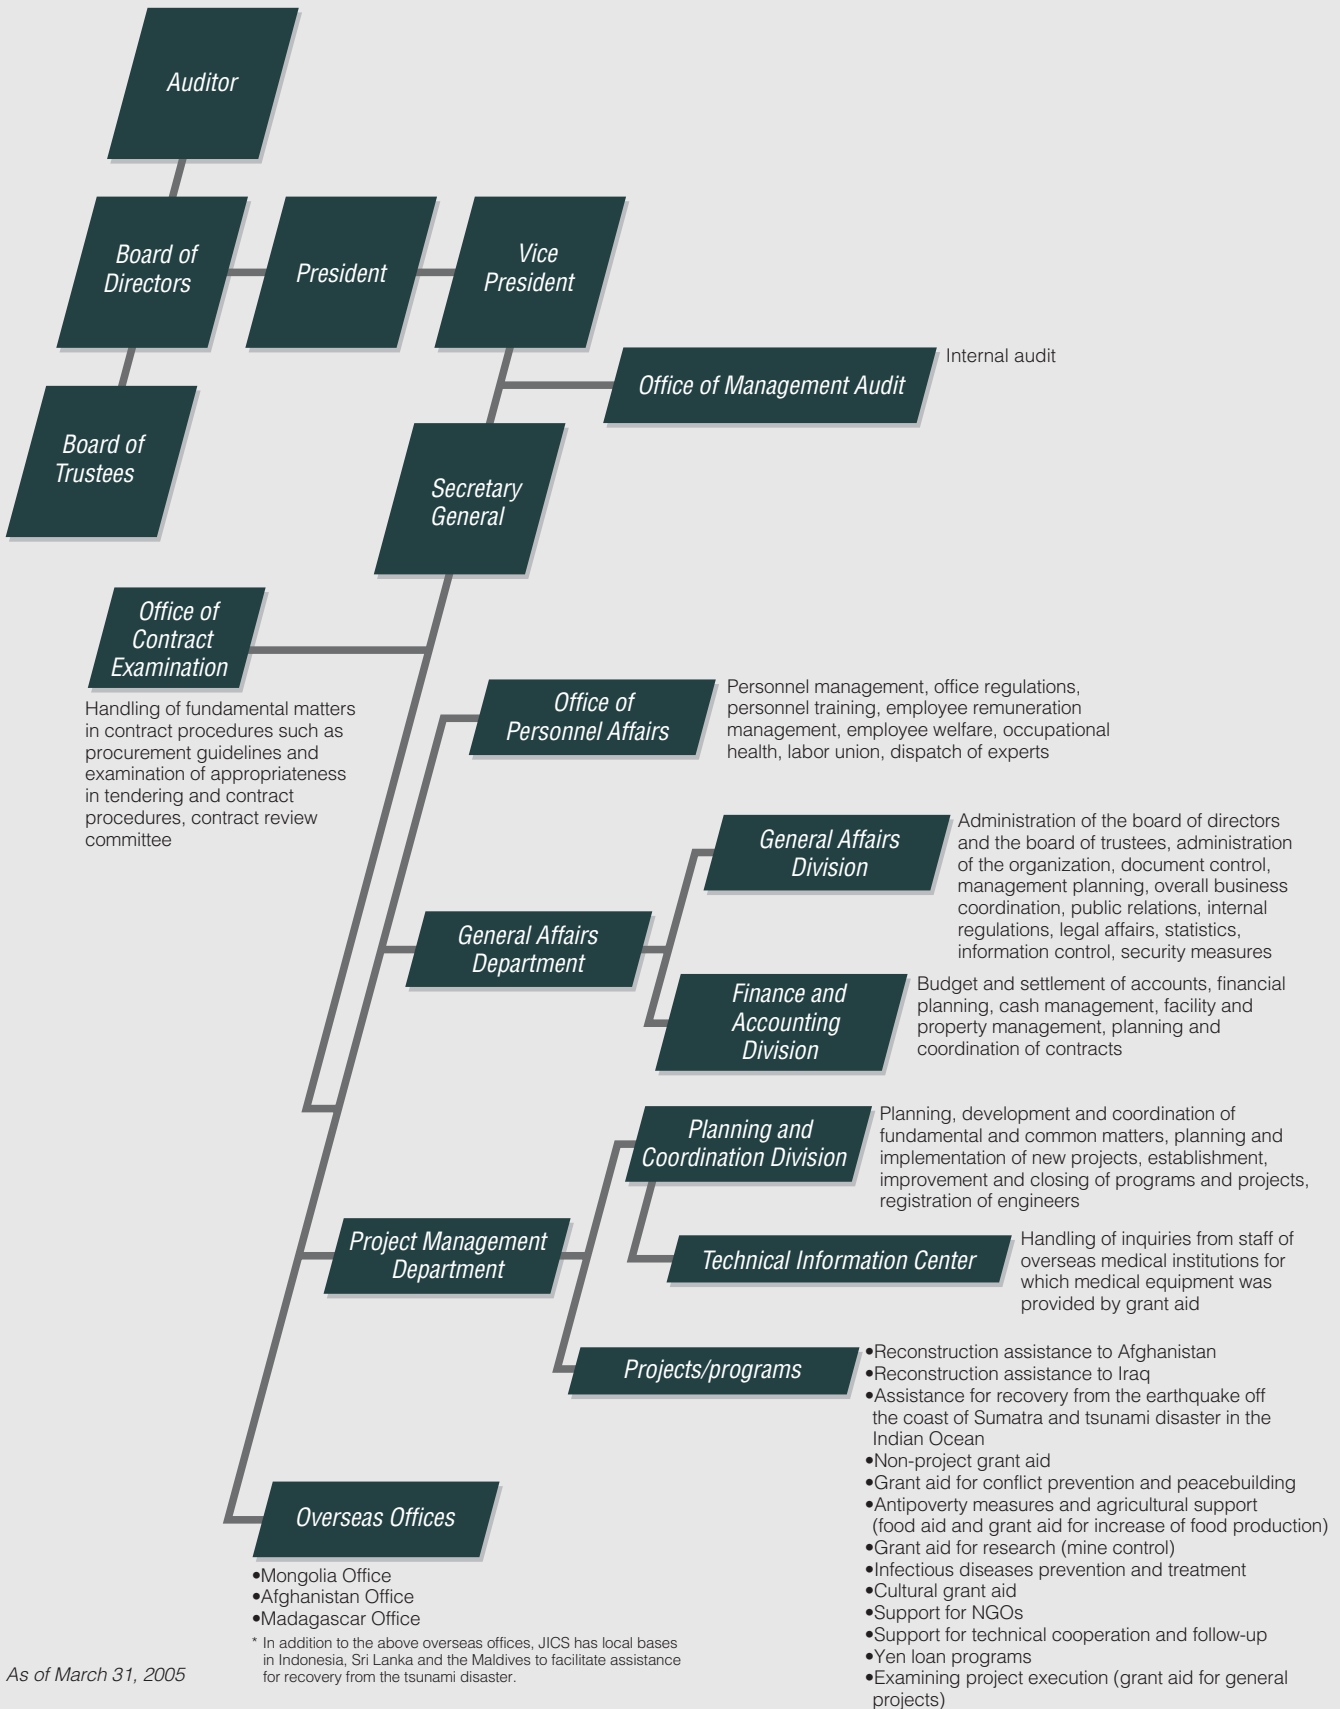 Auditor
Board of
Directors
President
Vice
President
Office of Management Audit
Internal audit
Board of
Trustees
Secretary
General
Office of
Contract
Examination
Handling of fundamental matters
in contract procedures such as
procurement guidelines and
examination of appropriateness
in tendering and contract
procedures, contract review
committee
Office of
Personnel Affairs
Personnel management, office regulations,
personnel training, employee remuneration
management, employee welfare, occupational
health, labor union, dispatch of experts
General Affairs
Department
General Affairs
Division
Administration of the board of directors
and the board of trustees, administration
of the organization, document control,
management planning, overall business
coordination, public relations, internal
regulations, legal affairs, statistics,
information control, security measures
Finance and
Accounting
Division
Budget and settlement of accounts, financial
planning, cash management, facility and
property management, planning and
coordination of contracts
Project Management
Department
Planning and
Coordination Division
Planning, development and coordination of
fundamental and common matters, planning and
implementation of new projects, establishment,
improvement and closing of programs and projects,
registration of engineers
Technical Information Center
Handling of inquiries from staff of
overseas medical institutions for
which medical equipment was
provided by grant aid
Projects/programs
•Reconstruction assistance to Afghanistan
•Reconstruction assistance to Iraq
•Assistance for recovery from the earthquake off
the coast of Sumatra and tsunami disaster in the
Indian Ocean
•Non-project grant aid
•Grant aid for conflict prevention and peacebuilding
•Antipoverty measures and agricultural support
(food aid and grant aid for increase of food production)
•Grant aid for research (mine control)
•Infectious diseases prevention and treatment
•Cultural grant aid
•Support for NGOs
•Support for technical cooperation and follow-up
•Yen loan programs
•Examining project execution (grant aid for general
projects)
Overseas Offices
•Mongolia Office
•Afghanistan Office
•Madagascar Office
* In addition to the above overseas offices, JICS has local bases
in Indonesia, Sri Lanka and the Maldives to facilitate assistance
for recovery from the tsunami disaster.
As of March 31, 2005